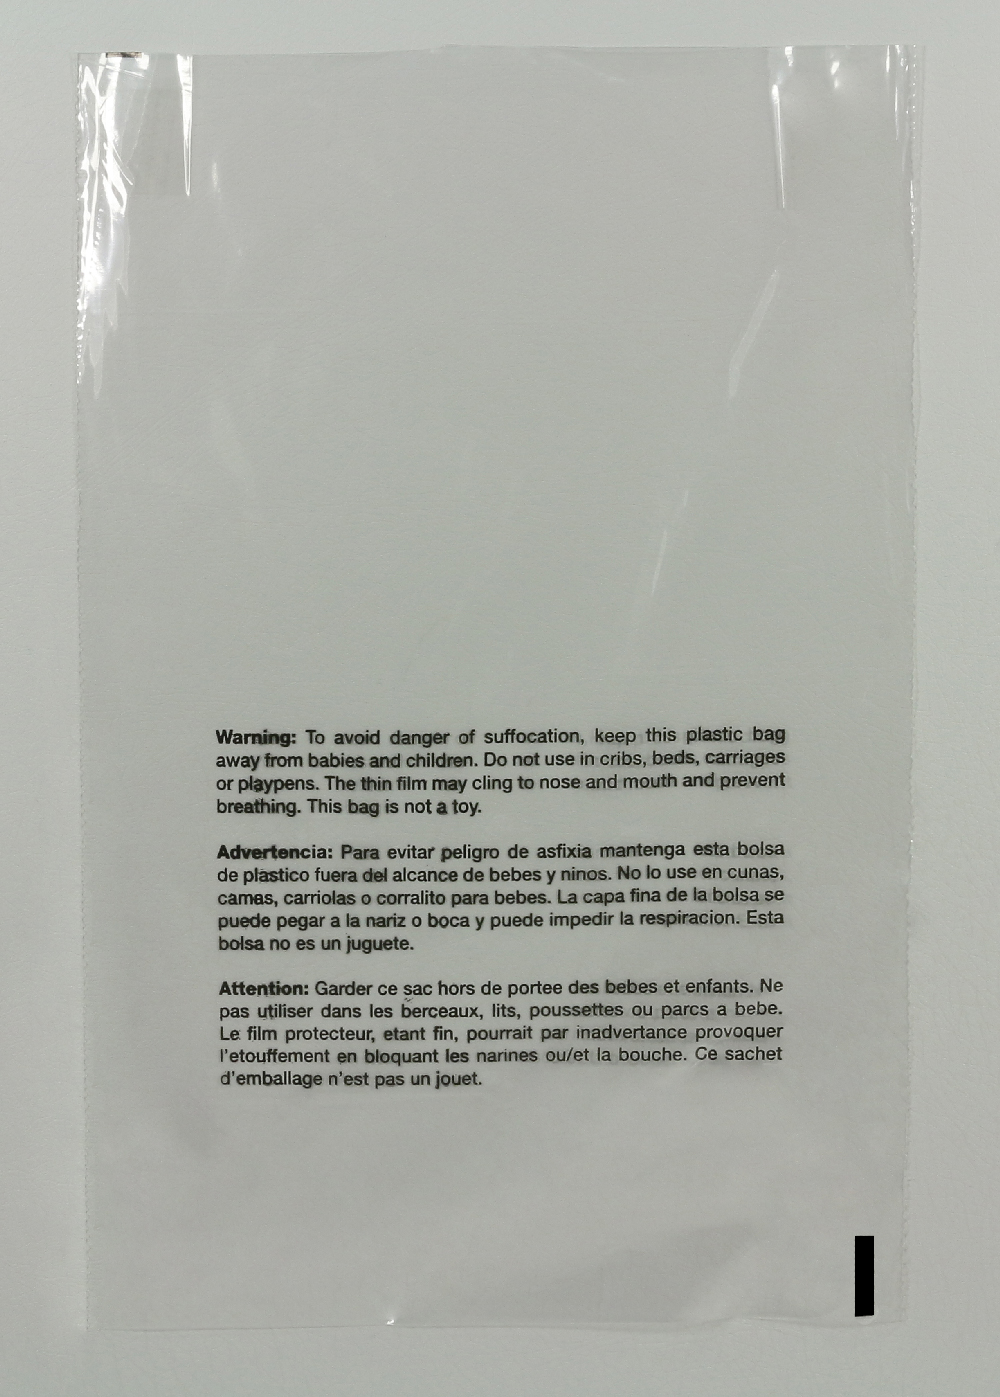 Warning: To avoid danger of suffocation, keep this plastic bag
away from babies and children. Do not use in cribs, beds, carriages
or playpens. The thin film may cling to nose and mouth and prevent
breathing. This bag is not a toy.
Advertencia: Para evitar peligro de asfixia mantenga esta bolsa
de plastico fuera del alcance de bebes y ninos. No lo use en cunas,
camas, carriolas o corralito para bebes. La capa fina de la bolsa se
puede pegar a la nariz o boca y puede impedir la respiracion. Esta
bolsa no es un juguete.
Attention: Garder ce sac hors de portee des bebes et enfants. Ne
pas utiliser dans les berceaux, lits, poussettes ou parcs a bebe.
Le film protecteur, etant fin, pourrait par inadvertance provoquer
l'etouffement en bloquant les narines ou/et la bouche. Ce sachet
d'emballage n'est pas un jouet.